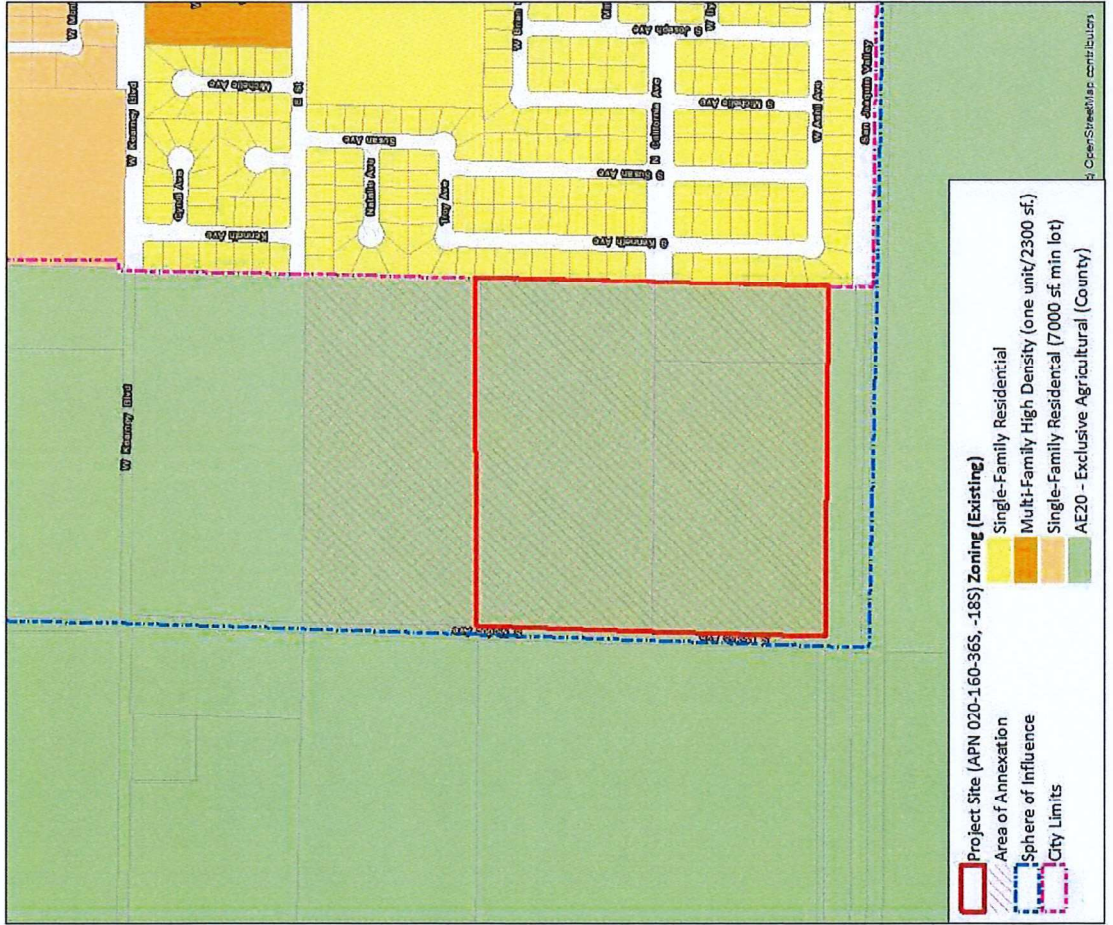 W Kearney Blvd
Michelle Ave
E St
Cyndi Ave
Kenneth Ave
Susan Ave
Natalie Ave
Troy Ave
S Joseph Ave
N California Ave
S Michelle Ave
S Susan Ave
S Kenneth Ave
San Joaquin Valley
W Kearney Blvd
OpenStreetMap contributors
Project Site (APN 020-160-36S, -18S)
Area of Annexation
Sphere of Influence
City Limits
Zoning (Existing)
Single-Family Residential
Multi-Family High Density (one unit/2300 sf.)
Single-Family Residental (7000 sf. min lot)
AE20 - Exclusive Agricultural (County)